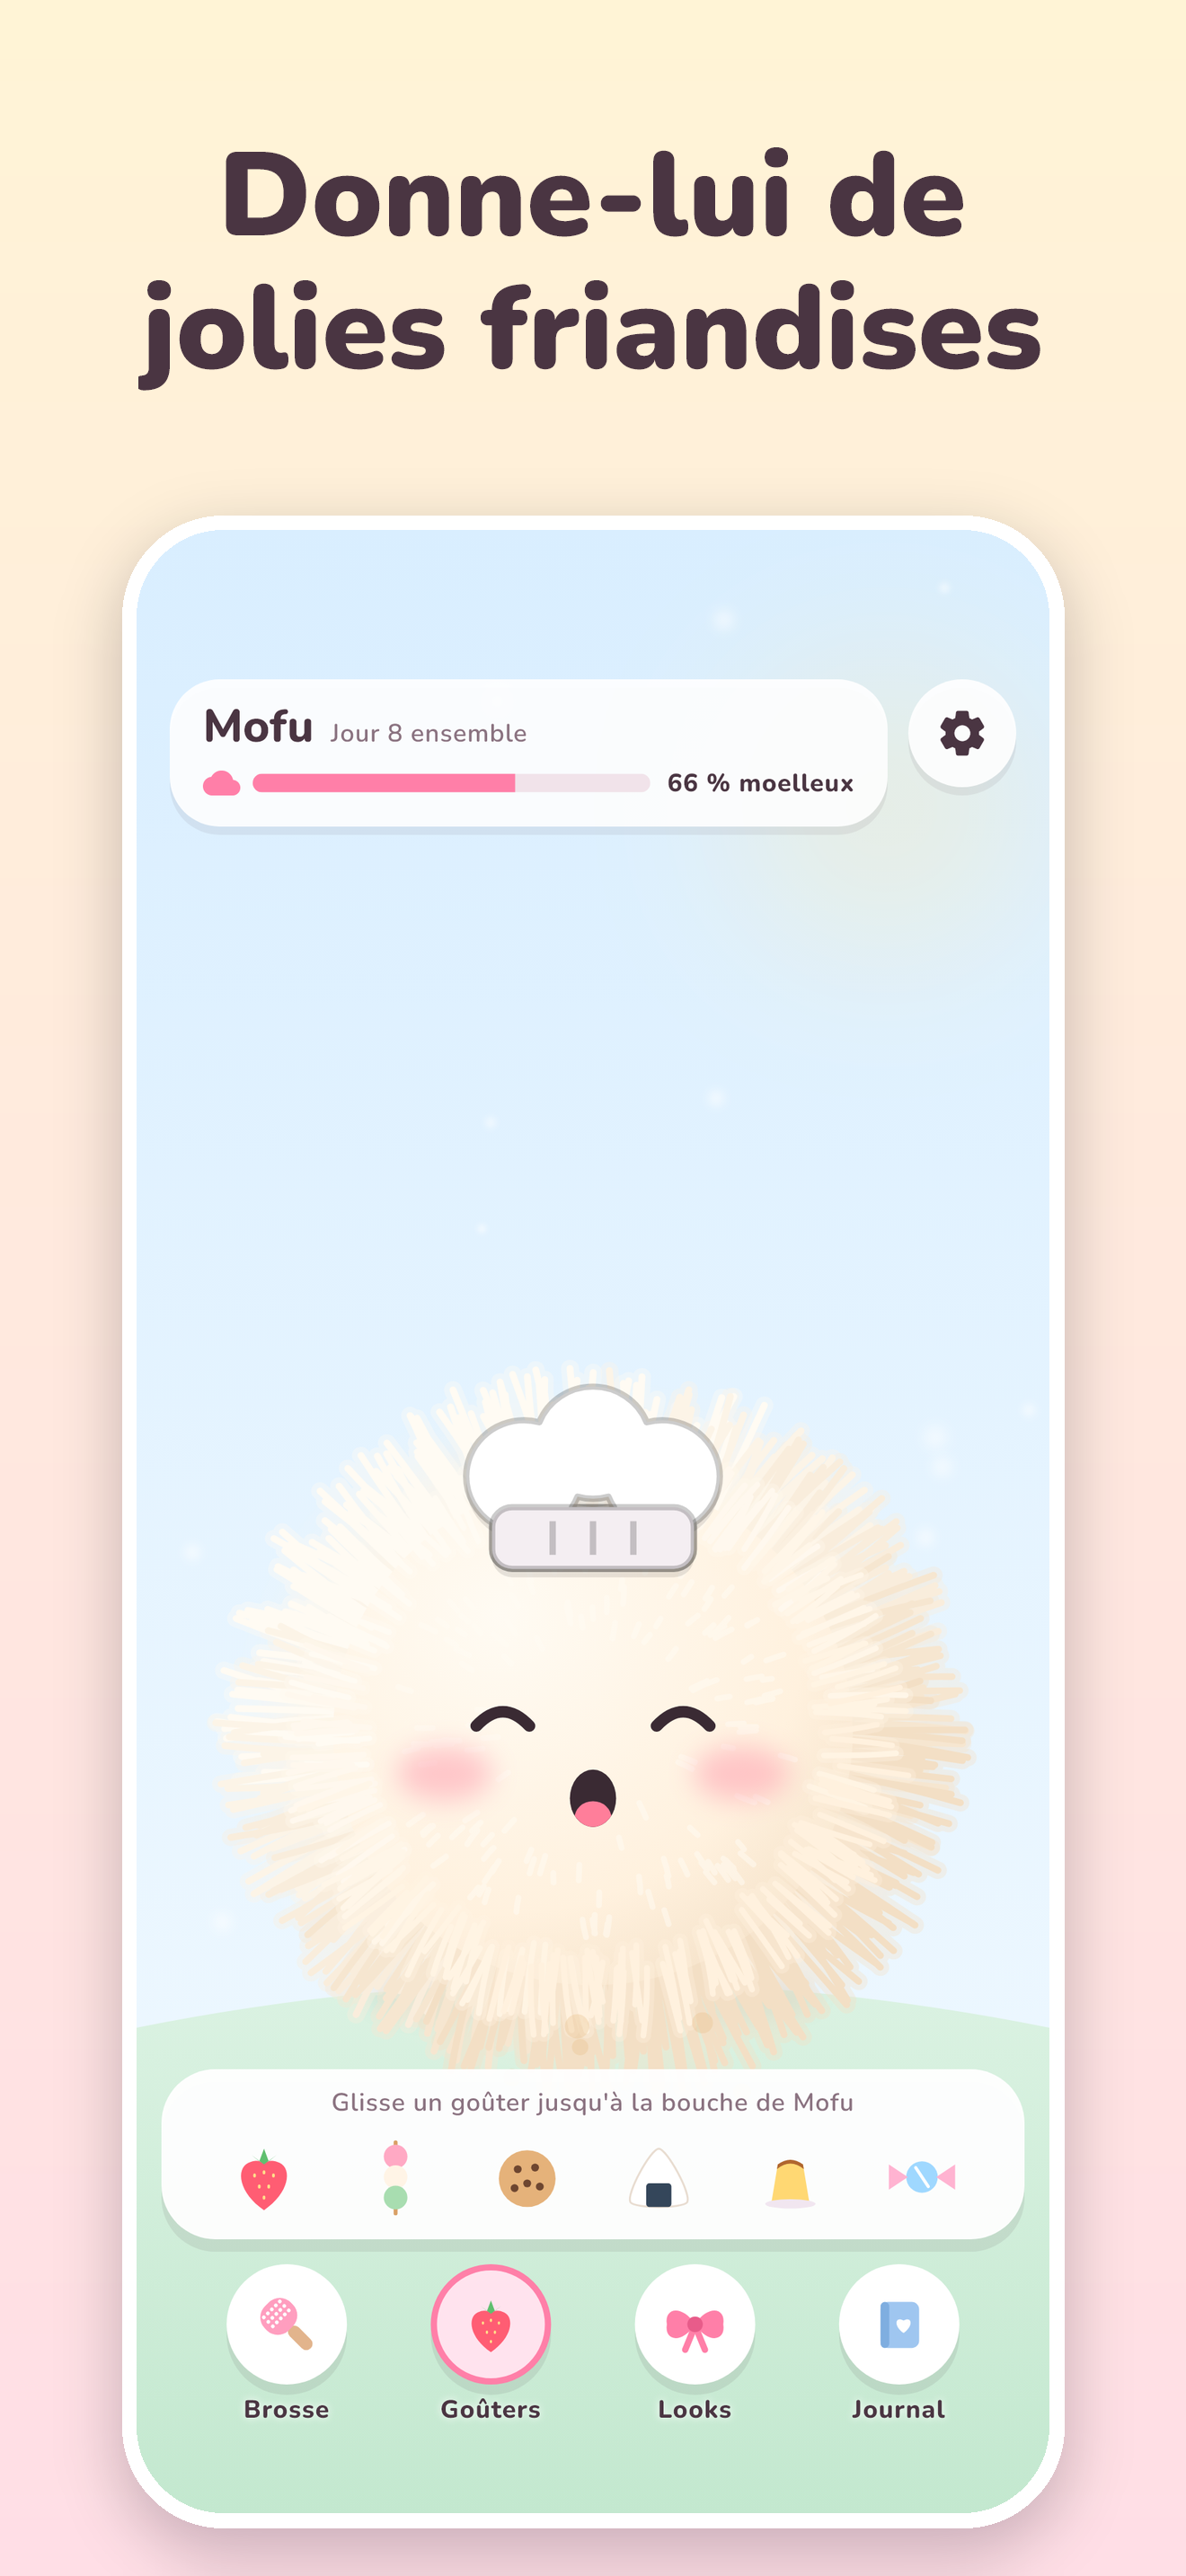 Donne-lui de
jolies friandises
Mofu Jour 8 ensemble
66 % moelleux
Glisse un goûter jusqu'à la bouche de Mofu
Brosse Goûters Looks Journal